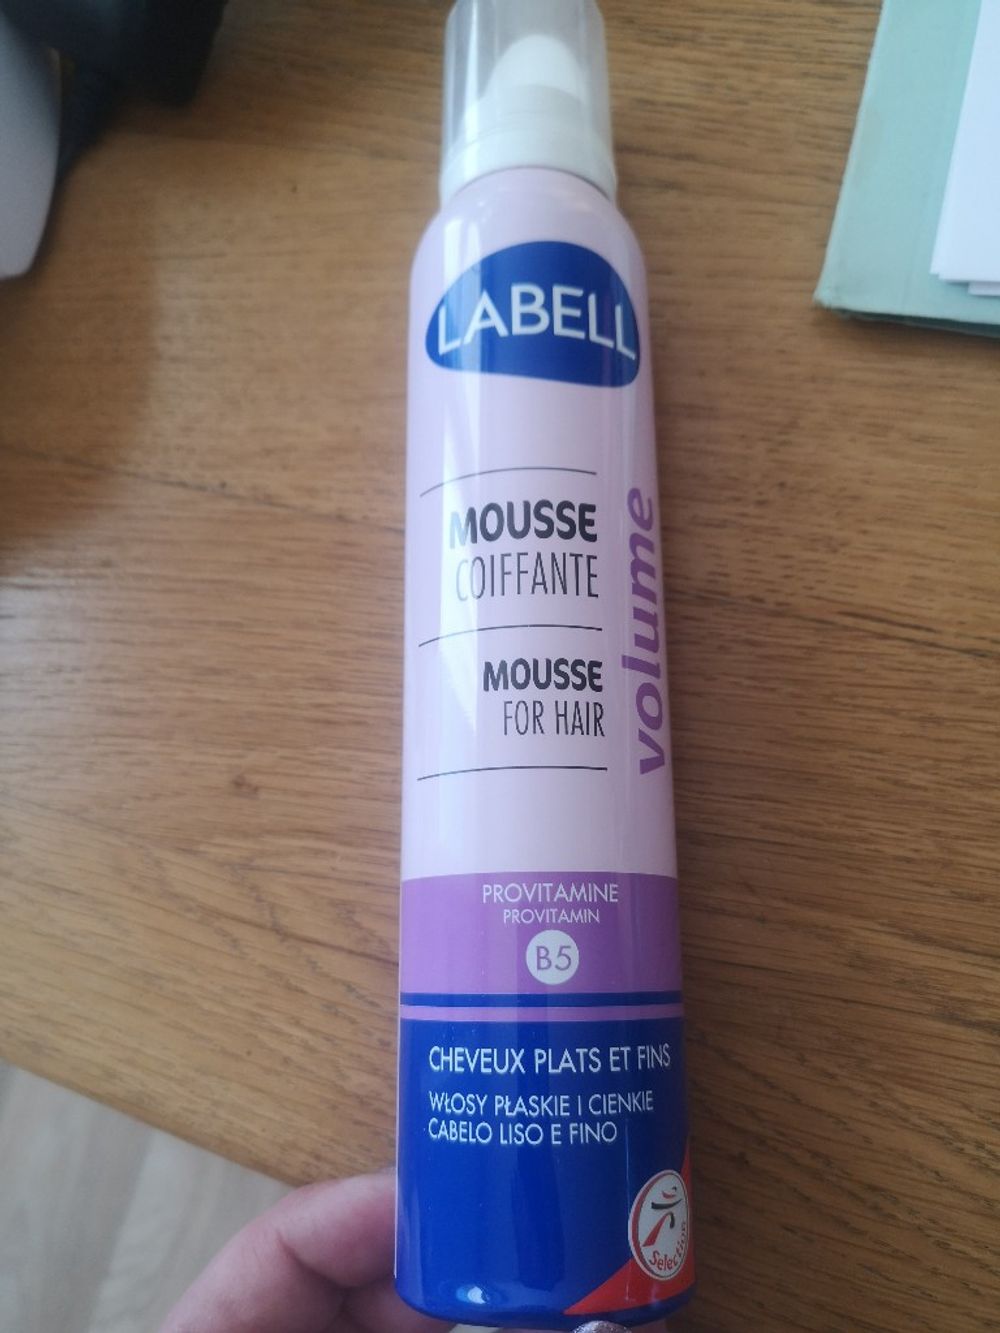 LABELL
MOUSSE
COIFFANTE
MOUSSE
FOR HAIR
volume
PROVITAMINE
PROVITAMIN
B5
CHEVEUX PLATS ET FINS
WŁOSY PŁASKIE I CIENKIE
CABELO LISO E FINO
Selection